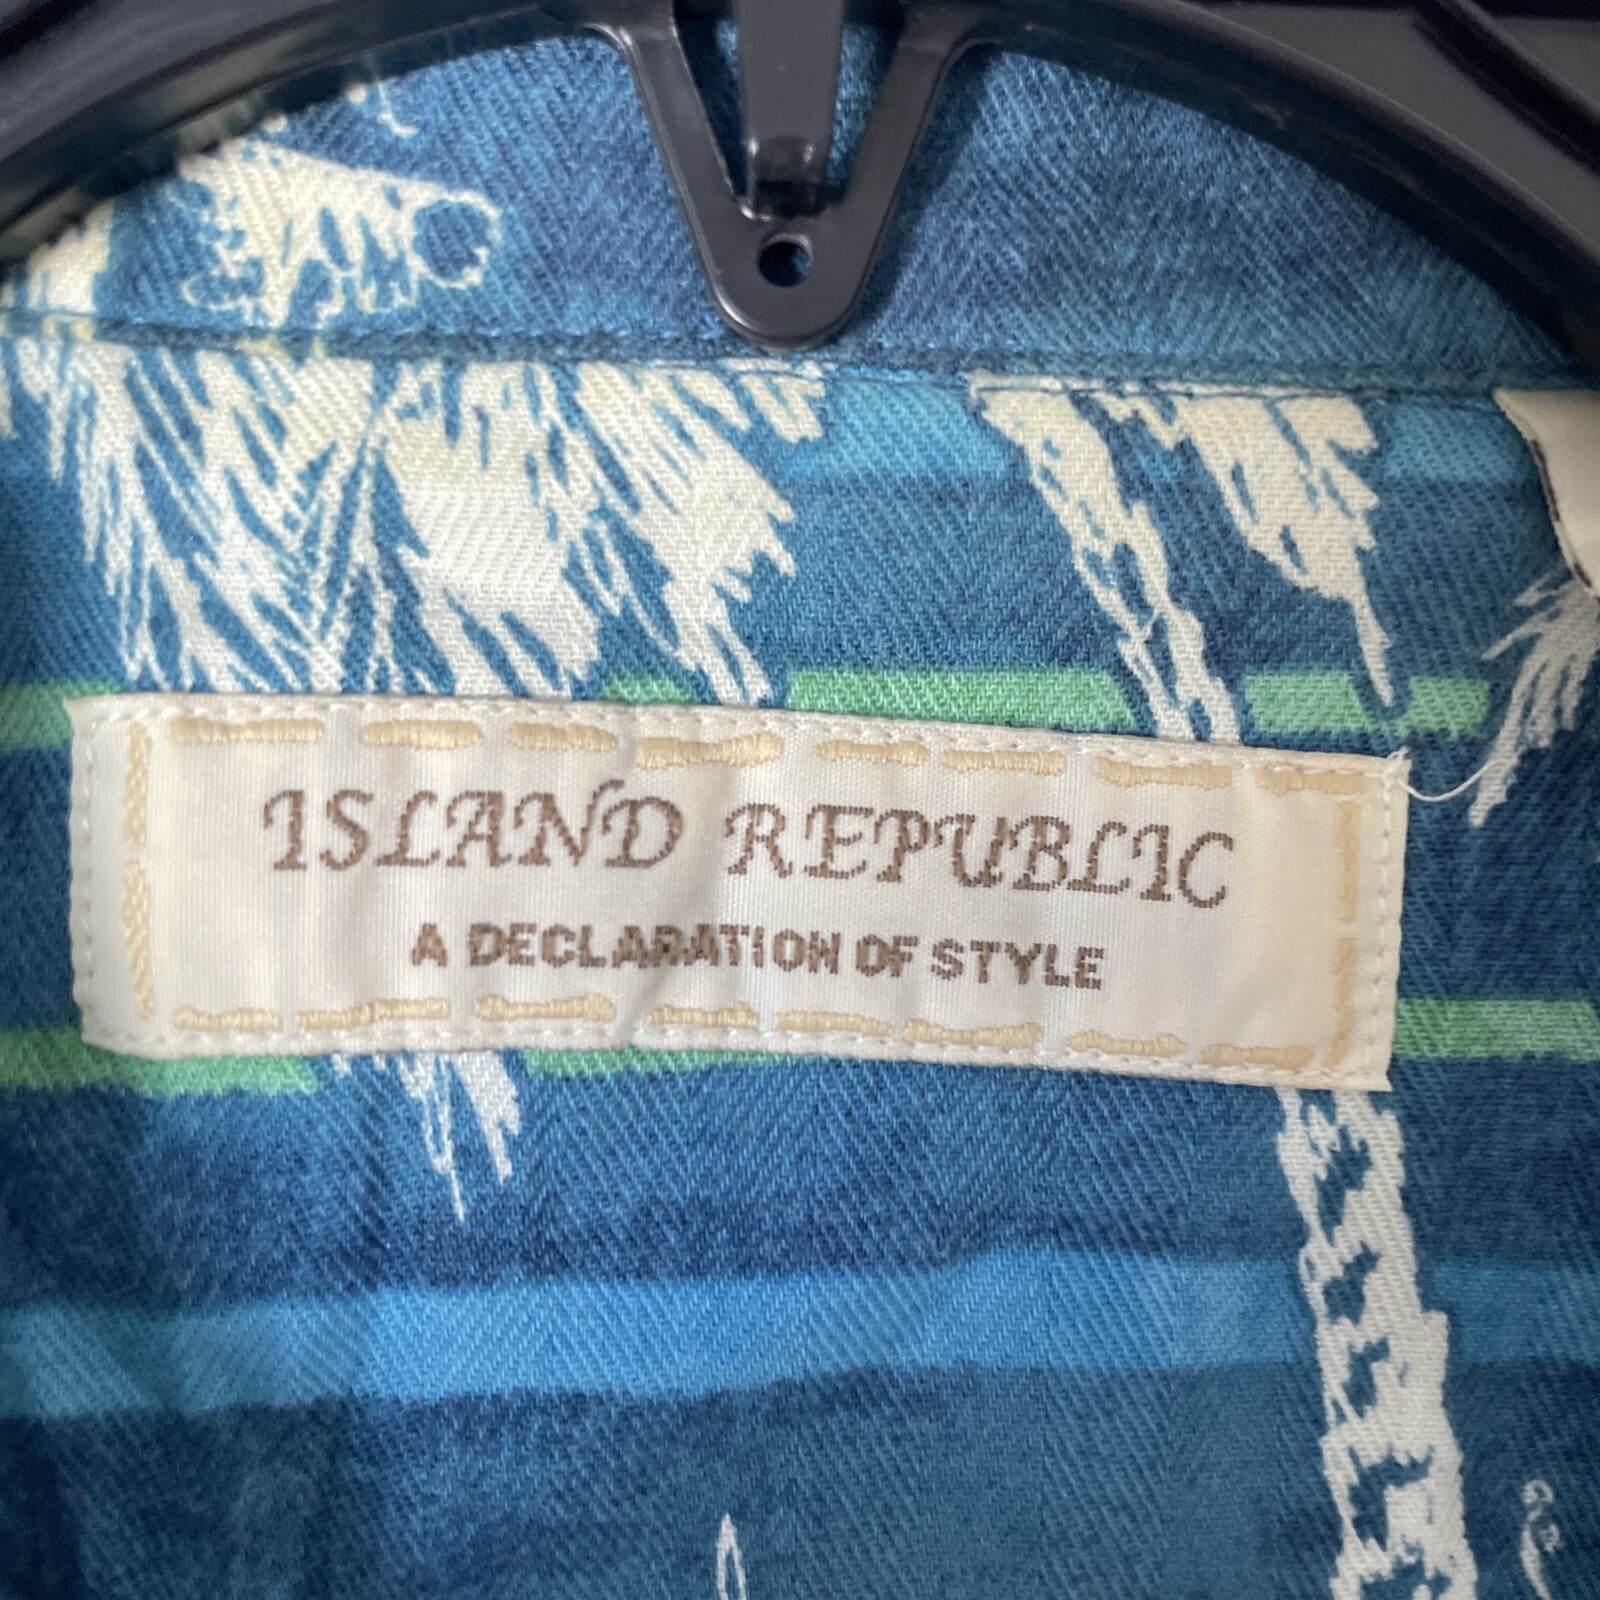 ISLAND REPUBLIC
A DECLARATION OF STYLE